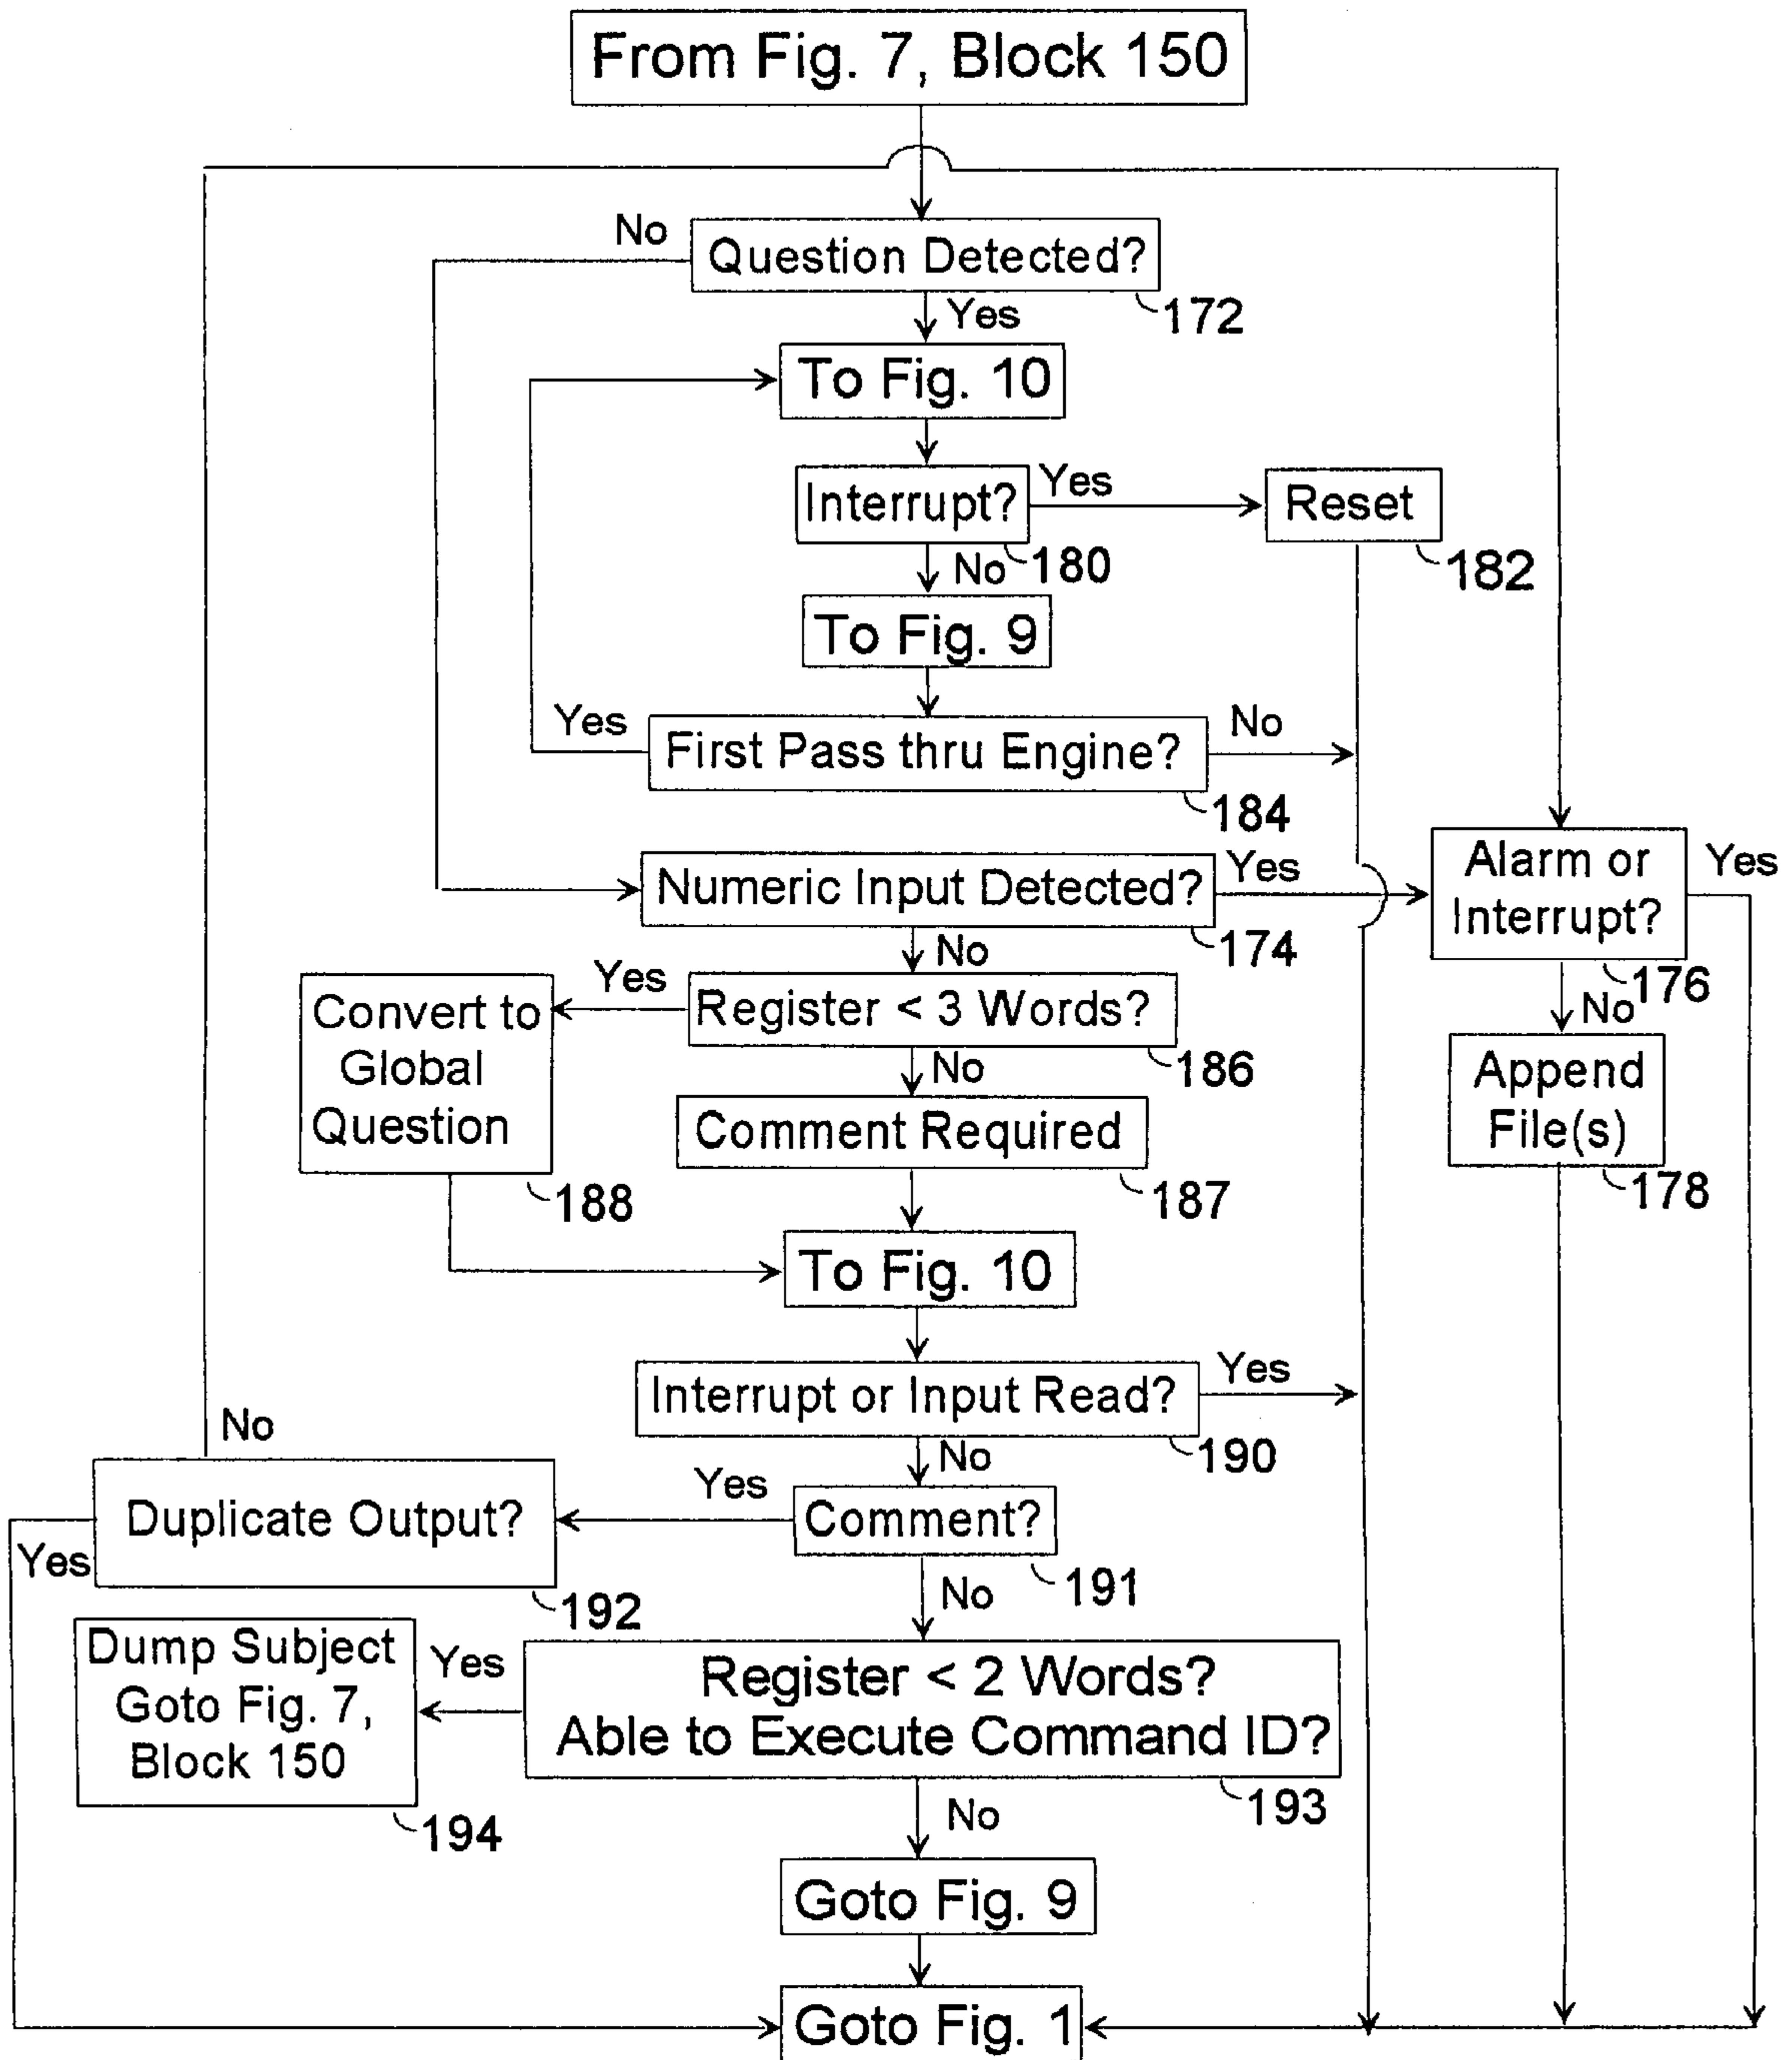 From Fig. 7, Block 150
No
Question Detected?
172
Yes
To Fig. 10
Interrupt?
Yes
Reset
No
180
182
To Fig. 9
Yes
First Pass thru Engine?
No
184
Numeric Input Detected?
Yes
174
Alarm or
Interrupt?
Yes
176
No
No
Yes
Register < 3 Words?
186
Convert to
Global
Question
188
No
Comment Required
187
Append
File(s)
178
To Fig. 10
Interrupt or Input Read?
Yes
190
No
No
Duplicate Output?
Yes
192
Yes
Comment?
191
No
Dump Subject
Goto Fig. 7,
Block 150
194
Yes
Register < 2 Words?
Able to Execute Command ID?
193
No
Goto Fig. 9
Goto Fig. 1